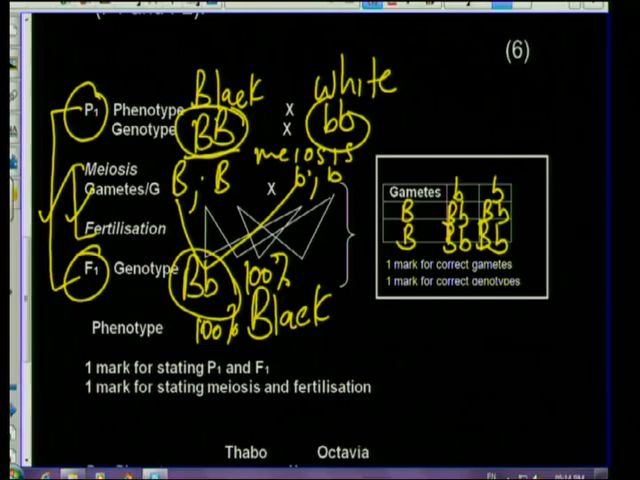 (6)
Black white
P₁ Phenotype X
Genotype BB X bb
Meiosis meiosis
Gametes/G B, B X b, b
Fertilisation
F₁ Genotype Bb 100%
Phenotype 100% Black
Gametes b b
B Bb Bb
B Bb Bb
1 mark for correct gametes
1 mark for correct genotypes
1 mark for stating P₁ and F₁
1 mark for stating meiosis and fertilisation
Thabo Octavia